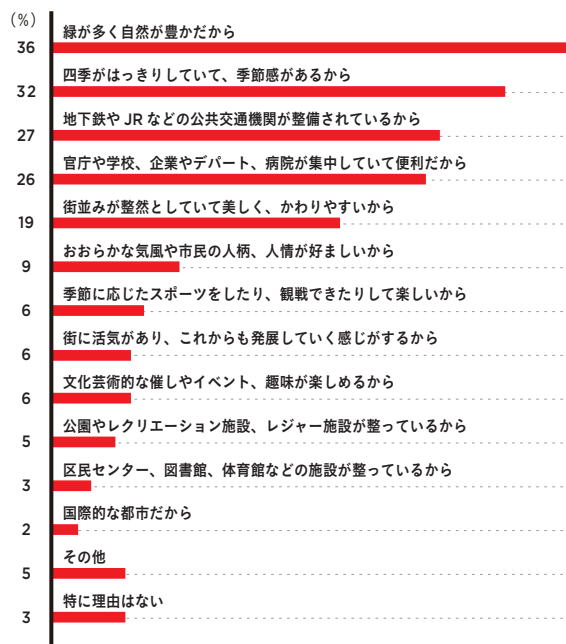 (%)
緑が多く自然が豊かだから
36
四季がはっきりしていて、季節感があるから
32
地下鉄や JR などの公共交通機関が整備されているから
27
官庁や学校、企業やデパート、病院が集中していて便利だから
26
街並みが整然としていて美しく、かわりやすいから
19
おおらかな気風や市民の人柄、人情が好ましいから
9
季節に応じたスポーツをしたり、観戦できたりして楽しいから
6
街に活気があり、これからも発展していく感じがするから
6
文化芸術的な催しやイベント、趣味が楽しめるから
6
公園やレクリエーション施設、レジャー施設が整っているから
5
区民センター、図書館、体育館などの施設が整っているから
3
国際的な都市だから
2
その他
5
特に理由はない
3